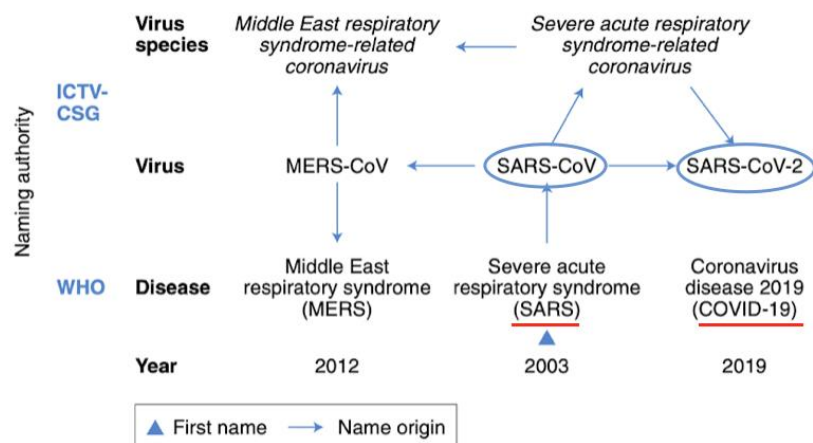 Naming authority
ICTV-
CSG
WHO
Virus
species
Middle East respiratory
syndrome-related
coronavirus
Severe acute respiratory
syndrome-related
coronavirus
Virus
MERS-CoV
SARS-CoV
SARS-CoV-2
Disease
Middle East
respiratory syndrome
(MERS)
Severe acute
respiratory syndrome
(SARS)
Coronavirus
disease 2019
(COVID-19)
Year
2012
2003
2019
First name
Name origin